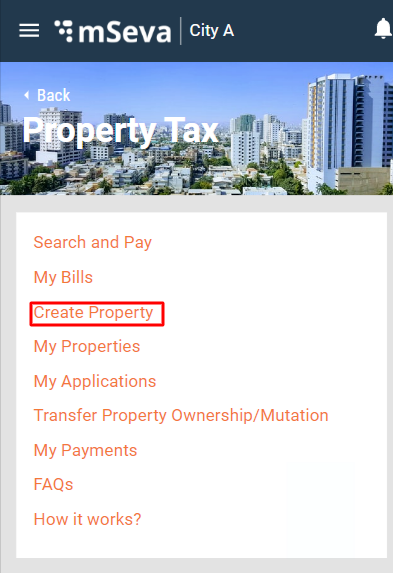 mSeva City A
Back
Property Tax
Search and Pay
My Bills
Create Property
My Properties
My Applications
Transfer Property Ownership/Mutation
My Payments
FAQs
How it works?